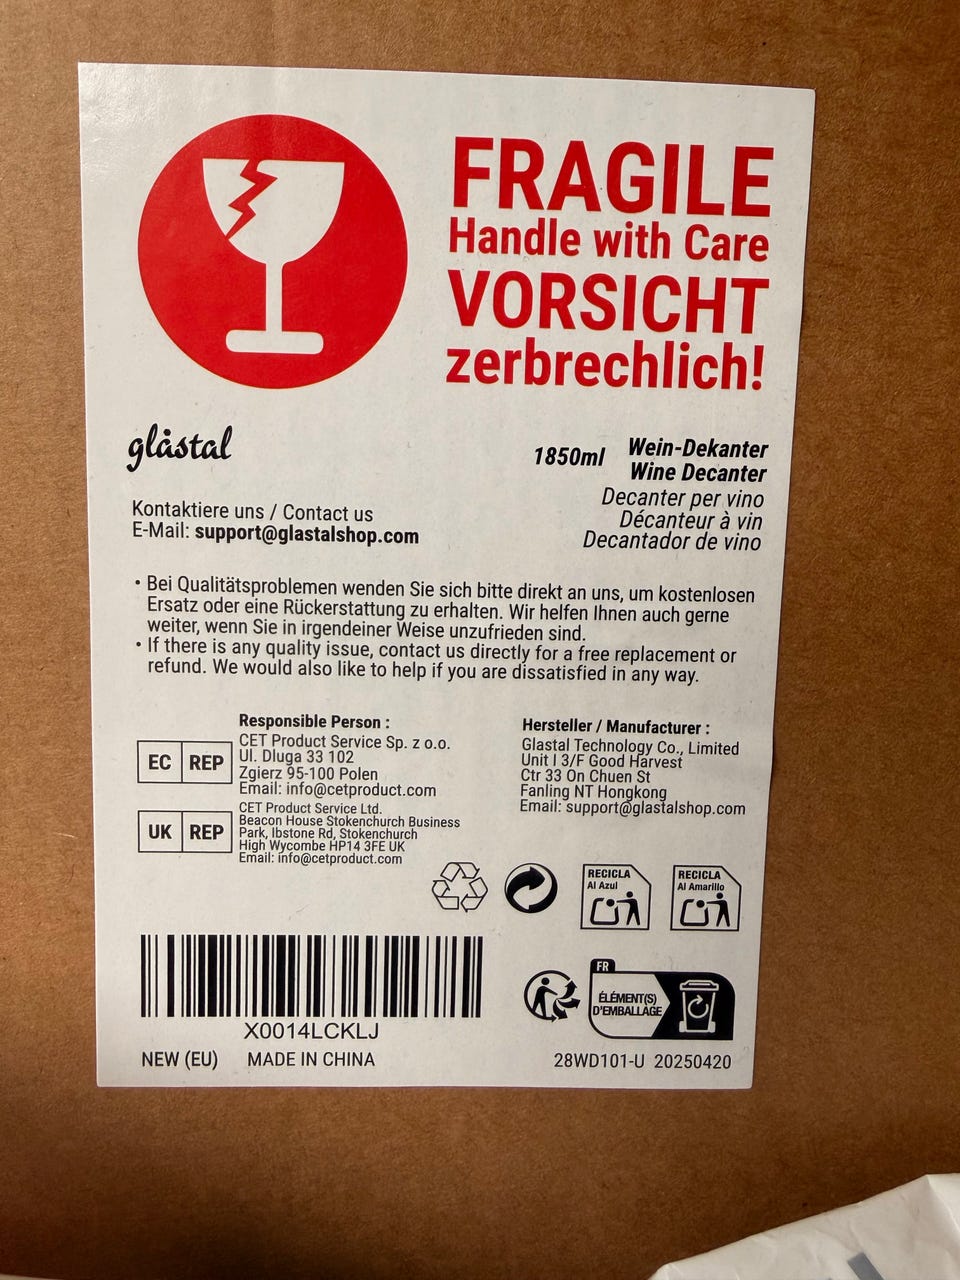 FRAGILE
Handle with Care
VORSICHT
zerbrechlich!
glåstal
1850ml
Wein-Dekanter
Wine Decanter
Decanter per vino
Décanteur à vin
Decantador de vino
Kontaktiere uns / Contact us
E-Mail: support@glastalshop.com
• Bei Qualitätsproblemen wenden Sie sich bitte direkt an uns, um kostenlosen
Ersatz oder eine Rückerstattung zu erhalten. Wir helfen Ihnen auch gerne
weiter, wenn Sie in irgendeiner Weise unzufrieden sind.
• If there is any quality issue, contact us directly for a free replacement or
refund. We would also like to help if you are dissatisfied in any way.
Responsible Person :
EC REP
CET Product Service Sp. z o.o.
Ul. Dluga 33 102
Zgierz 95-100 Polen
Email: info@cetproduct.com
UK REP
CET Product Service Ltd.
Beacon House Stokenchurch Business
Park, Ibstone Rd, Stokenchurch
High Wycombe HP14 3FE UK
Email: info@cetproduct.com
Hersteller / Manufacturer :
Glastal Technology Co., Limited
Unit I 3/F Good Harvest
Ctr 33 On Chuen St
Fanling NT Hongkong
Email: support@glastalshop.com
RECICLA
Al Azul
RECICLA
Al Amarillo
FR
ÉLÉMENT(S)
D'EMBALLAGE
X0014LCKLJ
NEW (EU) MADE IN CHINA
28WD101-U 20250420